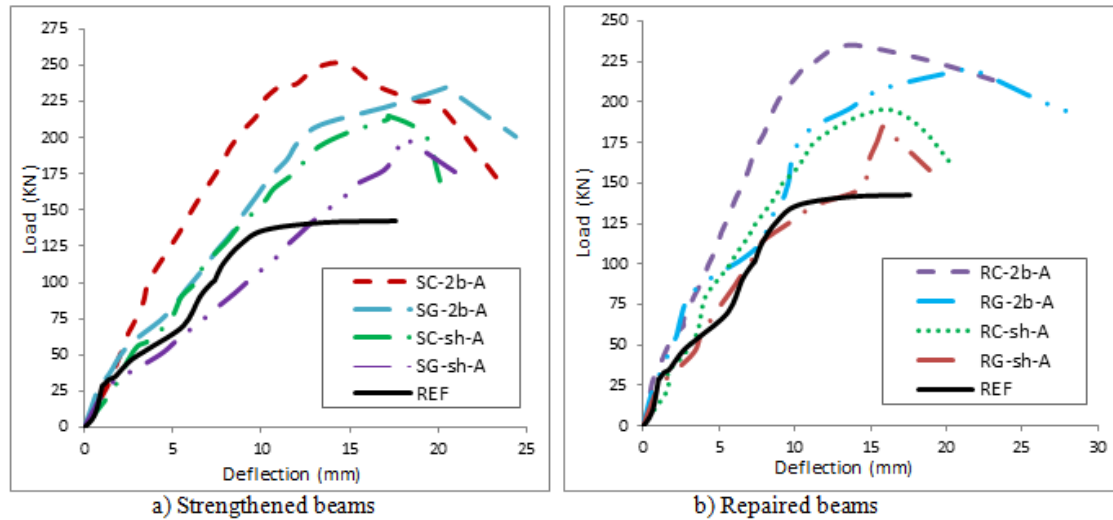 275
250
225
200
175
150
125
100
75
50
25
0
Load (KN)
0 5 10 15 20 25
Deflection (mm)
SC-2b-A
SG-2b-A
SC-sh-A
SG-sh-A
REF
a) Strengthened beams
250
225
200
175
150
125
100
75
50
25
0
Load (KN)
0 5 10 15 20 25 30
Deflection (mm)
RC-2b-A
RG-2b-A
RC-sh-A
RG-sh-A
REF
b) Repaired beams